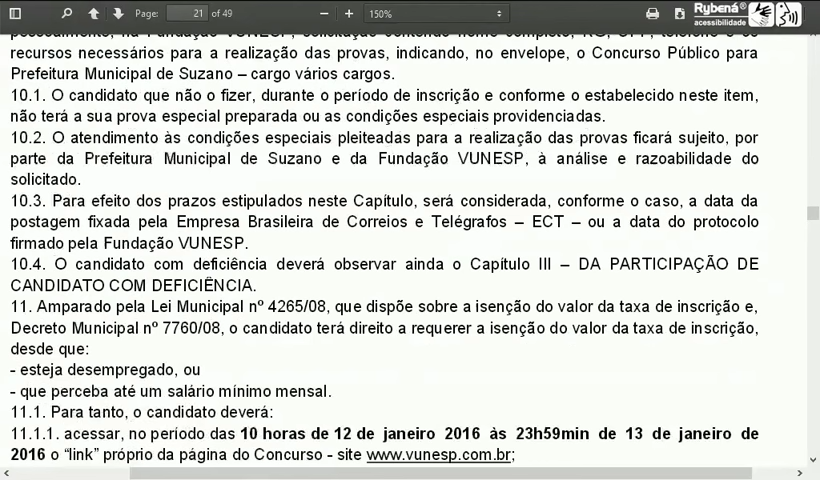 Page: 21 of 49
150%
Rybená®
acessibilidade
recursos necessários para a realização das provas, indicando, no envelope, o Concurso Público para
Prefeitura Municipal de Suzano – cargo vários cargos.
10.1. O candidato que não o fizer, durante o período de inscrição e conforme o estabelecido neste item,
não terá a sua prova especial preparada ou as condições especiais providenciadas.
10.2. O atendimento às condições especiais pleiteadas para a realização das provas ficará sujeito, por
parte da Prefeitura Municipal de Suzano e da Fundação VUNESP, à análise e razoabilidade do
solicitado.
10.3. Para efeito dos prazos estipulados neste Capítulo, será considerada, conforme o caso, a data da
postagem fixada pela Empresa Brasileira de Correios e Telégrafos – ECT – ou a data do protocolo
firmado pela Fundação VUNESP.
10.4. O candidato com deficiência deverá observar ainda o Capítulo III – DA PARTICIPAÇÃO DE
CANDIDATO COM DEFICIÊNCIA.
11. Amparado pela Lei Municipal nº 4265/08, que dispõe sobre a isenção do valor da taxa de inscrição e,
Decreto Municipal nº 7760/08, o candidato terá direito a requerer a isenção do valor da taxa de inscrição,
desde que:
- esteja desempregado, ou
- que perceba até um salário mínimo mensal.
11.1. Para tanto, o candidato deverá:
11.1.1. acessar, no período das 10 horas de 12 de janeiro 2016 às 23h59min de 13 de janeiro de
2016 o “link” próprio da página do Concurso - site www.vunesp.com.br;